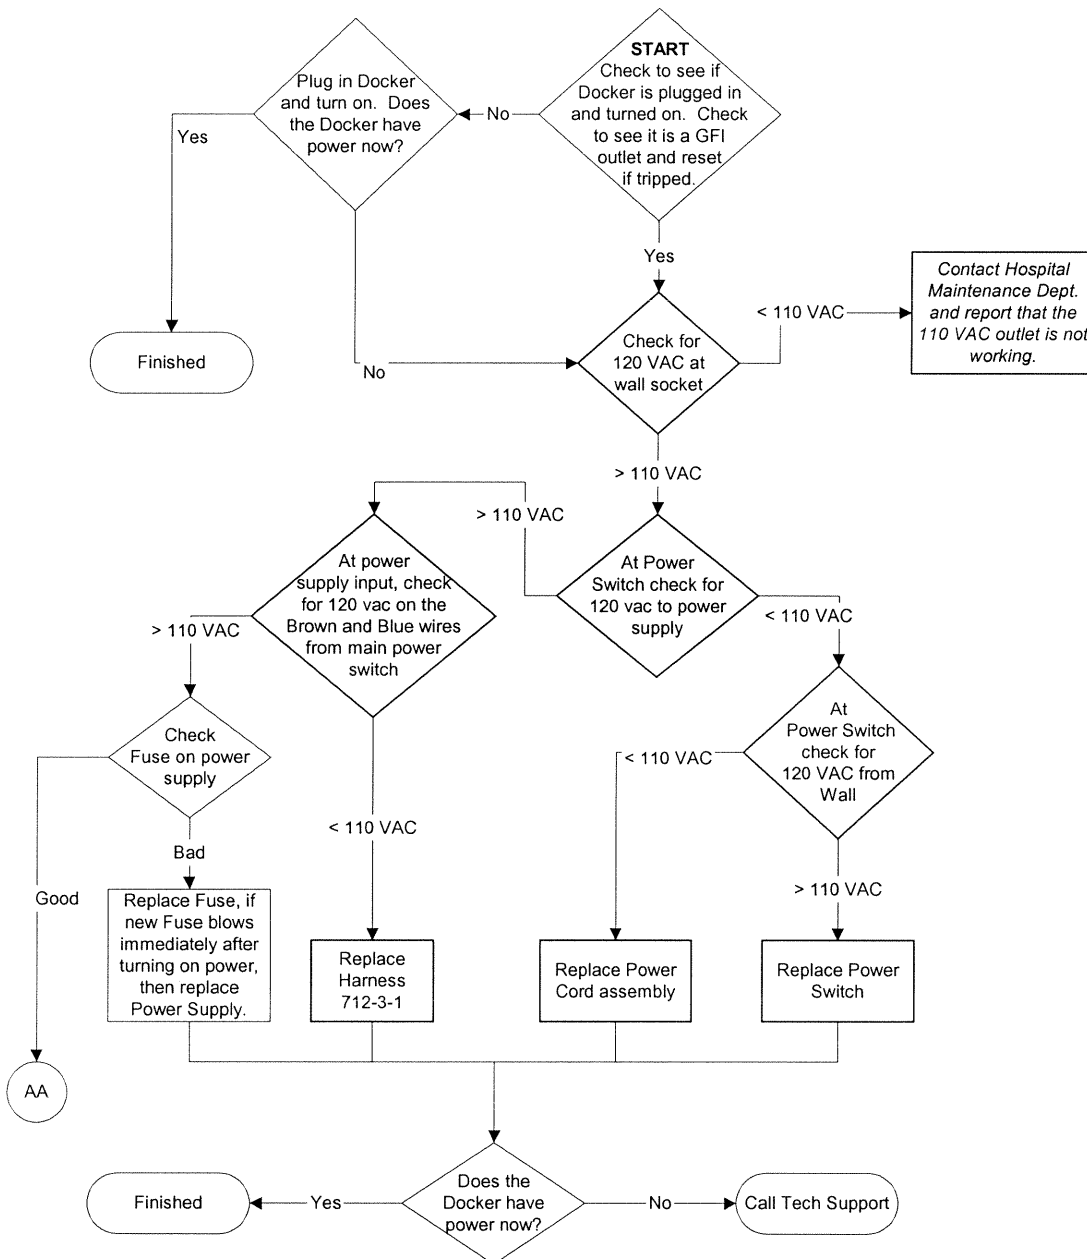 START
Check to see if
Docker is plugged in
and turned on. Check
to see it is a GFI
outlet and reset
if tripped.
No
Plug in Docker
and turn on. Does
the Docker have
power now?
Yes
Finished
No
Yes
Check for
120 VAC at
wall socket
< 110 VAC
Contact Hospital
Maintenance Dept.
and report that the
110 VAC outlet is not
working.
> 110 VAC
At Power
Switch check for
120 vac to power
supply
> 110 VAC
At power
supply input, check
for 120 vac on the
Brown and Blue wires
from main power
switch
< 110 VAC
At
Power Switch
check for
120 VAC from
Wall
> 110 VAC
Check
Fuse on power
supply
Good
AA
Bad
Replace Fuse, if
new Fuse blows
immediately after
turning on power,
then replace
Power Supply.
< 110 VAC
Replace
Harness
712-3-1
< 110 VAC
Replace Power
Cord assembly
> 110 VAC
Replace Power
Switch
Does the
Docker have
power now?
Yes
Finished
No
Call Tech Support